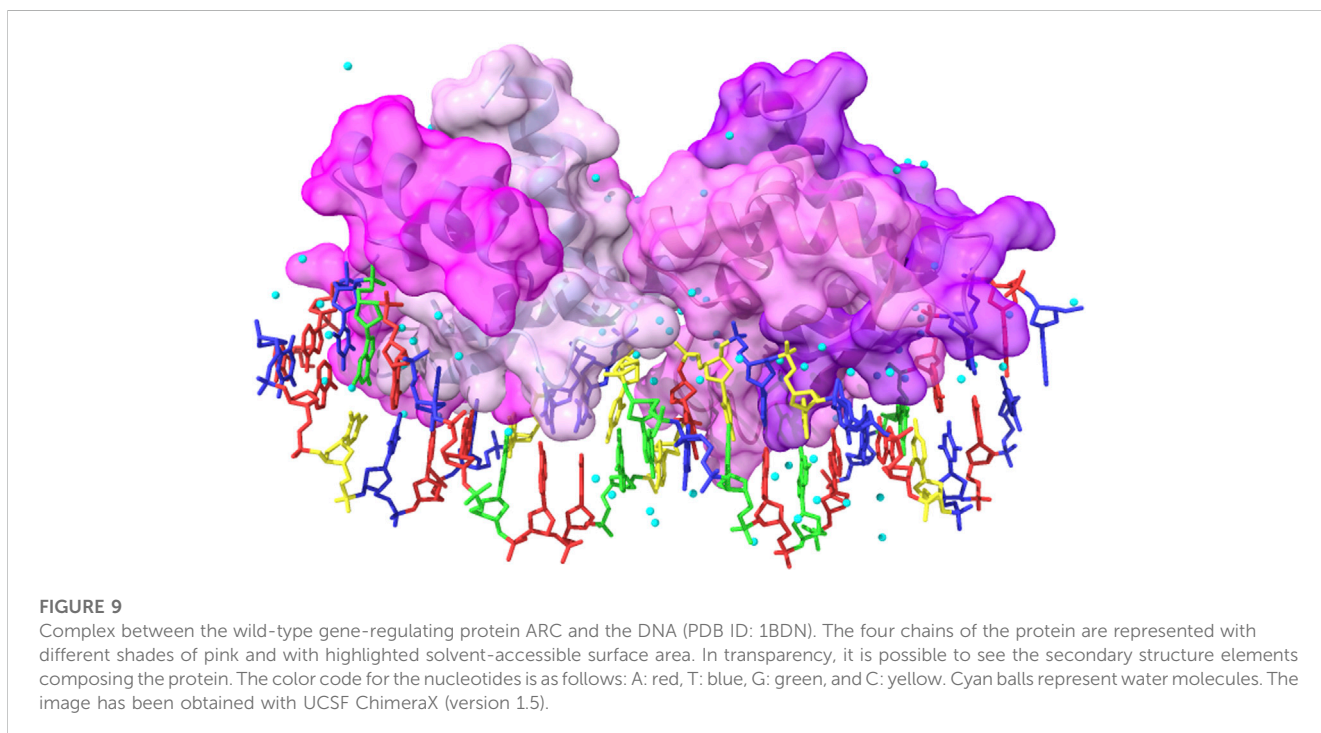 FIGURE 9
Complex between the wild-type gene-regulating protein ARC and the DNA (PDB ID: 1BDN). The four chains of the protein are represented with
different shades of pink and with highlighted solvent-accessible surface area. In transparency, it is possible to see the secondary structure elements
composing the protein. The color code for the nucleotides is as follows: A: red, T: blue, G: green, and C: yellow. Cyan balls represent water molecules. The
image has been obtained with UCSF ChimeraX (version 1.5).